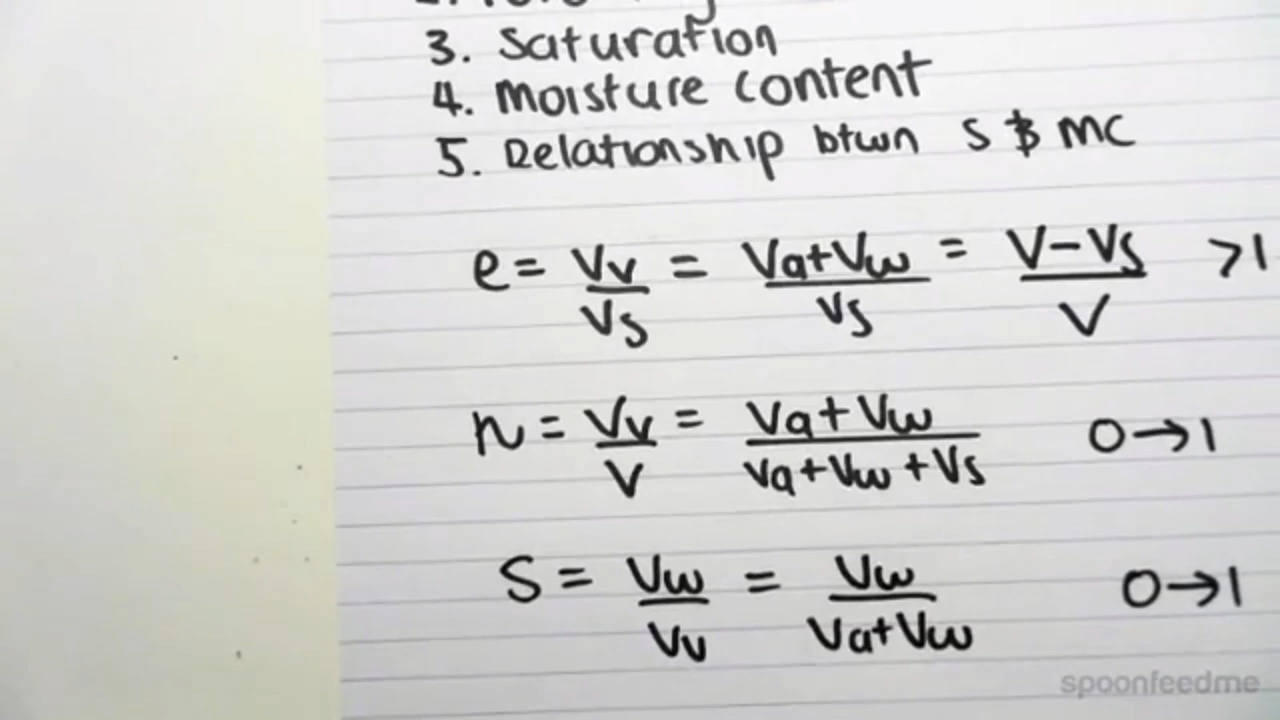 3. Saturation
4. Moisture Content
5. Relationship btwn S & MC
e = Vv/Vs = Va+Vw/Vs = V-Vs/V >1
n = Vv/V = Va+Vw/Va+Vw+Vs 0→1
S = Vw/Vv = Vw/Va+Vw 0→1
spoonfeedme